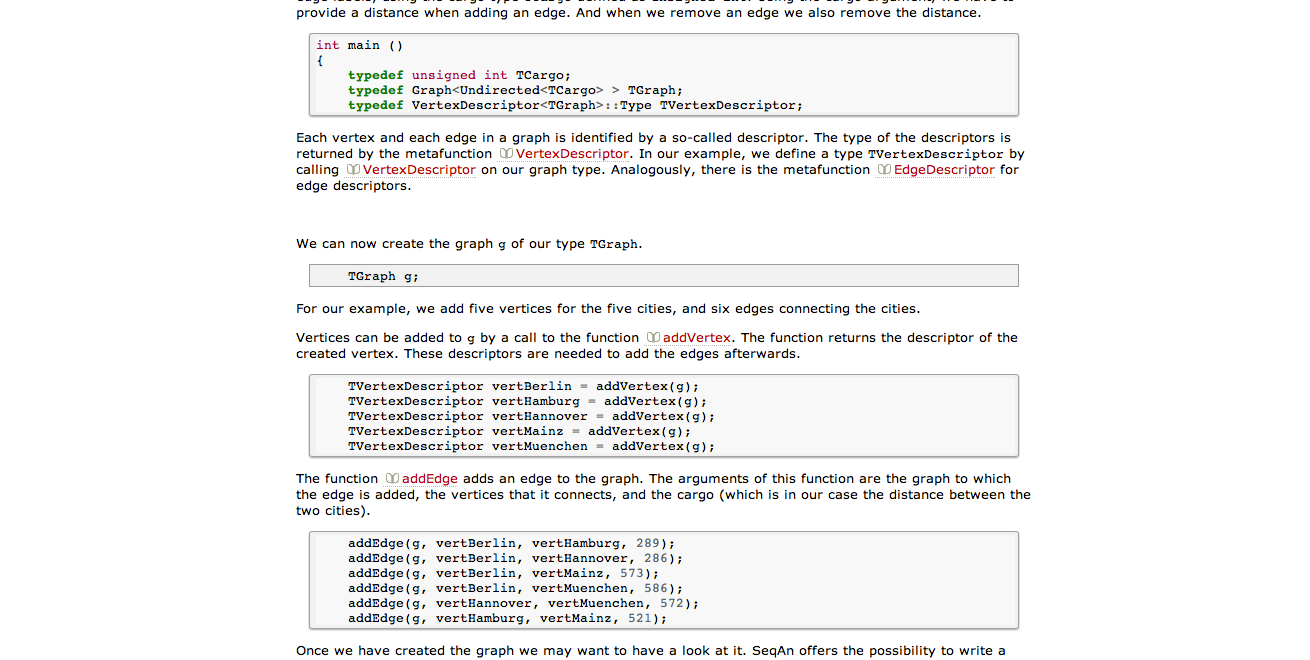 provide a distance when adding an edge. And when we remove an edge we also remove the distance.
int main ()
{
typedef unsigned int TCargo;
typedef Graph<Undirected<TCargo> > TGraph;
typedef VertexDescriptor<TGraph>::Type TVertexDescriptor;
Each vertex and each edge in a graph is identified by a so-called descriptor. The type of the descriptors is
returned by the metafunction VertexDescriptor. In our example, we define a type TVertexDescriptor by
calling VertexDescriptor on our graph type. Analogously, there is the metafunction EdgeDescriptor for
edge descriptors.
We can now create the graph g of our type TGraph.
TGraph g;
For our example, we add five vertices for the five cities, and six edges connecting the cities.
Vertices can be added to g by a call to the function addVertex. The function returns the descriptor of the
created vertex. These descriptors are needed to add the edges afterwards.
TVertexDescriptor vertBerlin = addVertex(g);
TVertexDescriptor vertHamburg = addVertex(g);
TVertexDescriptor vertHannover = addVertex(g);
TVertexDescriptor vertMainz = addVertex(g);
TVertexDescriptor vertMuenchen = addVertex(g);
The function addEdge adds an edge to the graph. The arguments of this function are the graph to which
the edge is added, the vertices that it connects, and the cargo (which is in our case the distance between the
two cities).
addEdge(g, vertBerlin, vertHamburg, 289);
addEdge(g, vertBerlin, vertHannover, 286);
addEdge(g, vertBerlin, vertMainz, 573);
addEdge(g, vertBerlin, vertMuenchen, 586);
addEdge(g, vertHannover, vertMuenchen, 572);
addEdge(g, vertHamburg, vertMainz, 521);
Once we have created the graph we may want to have a look at it. SeqAn offers the possibility to write a